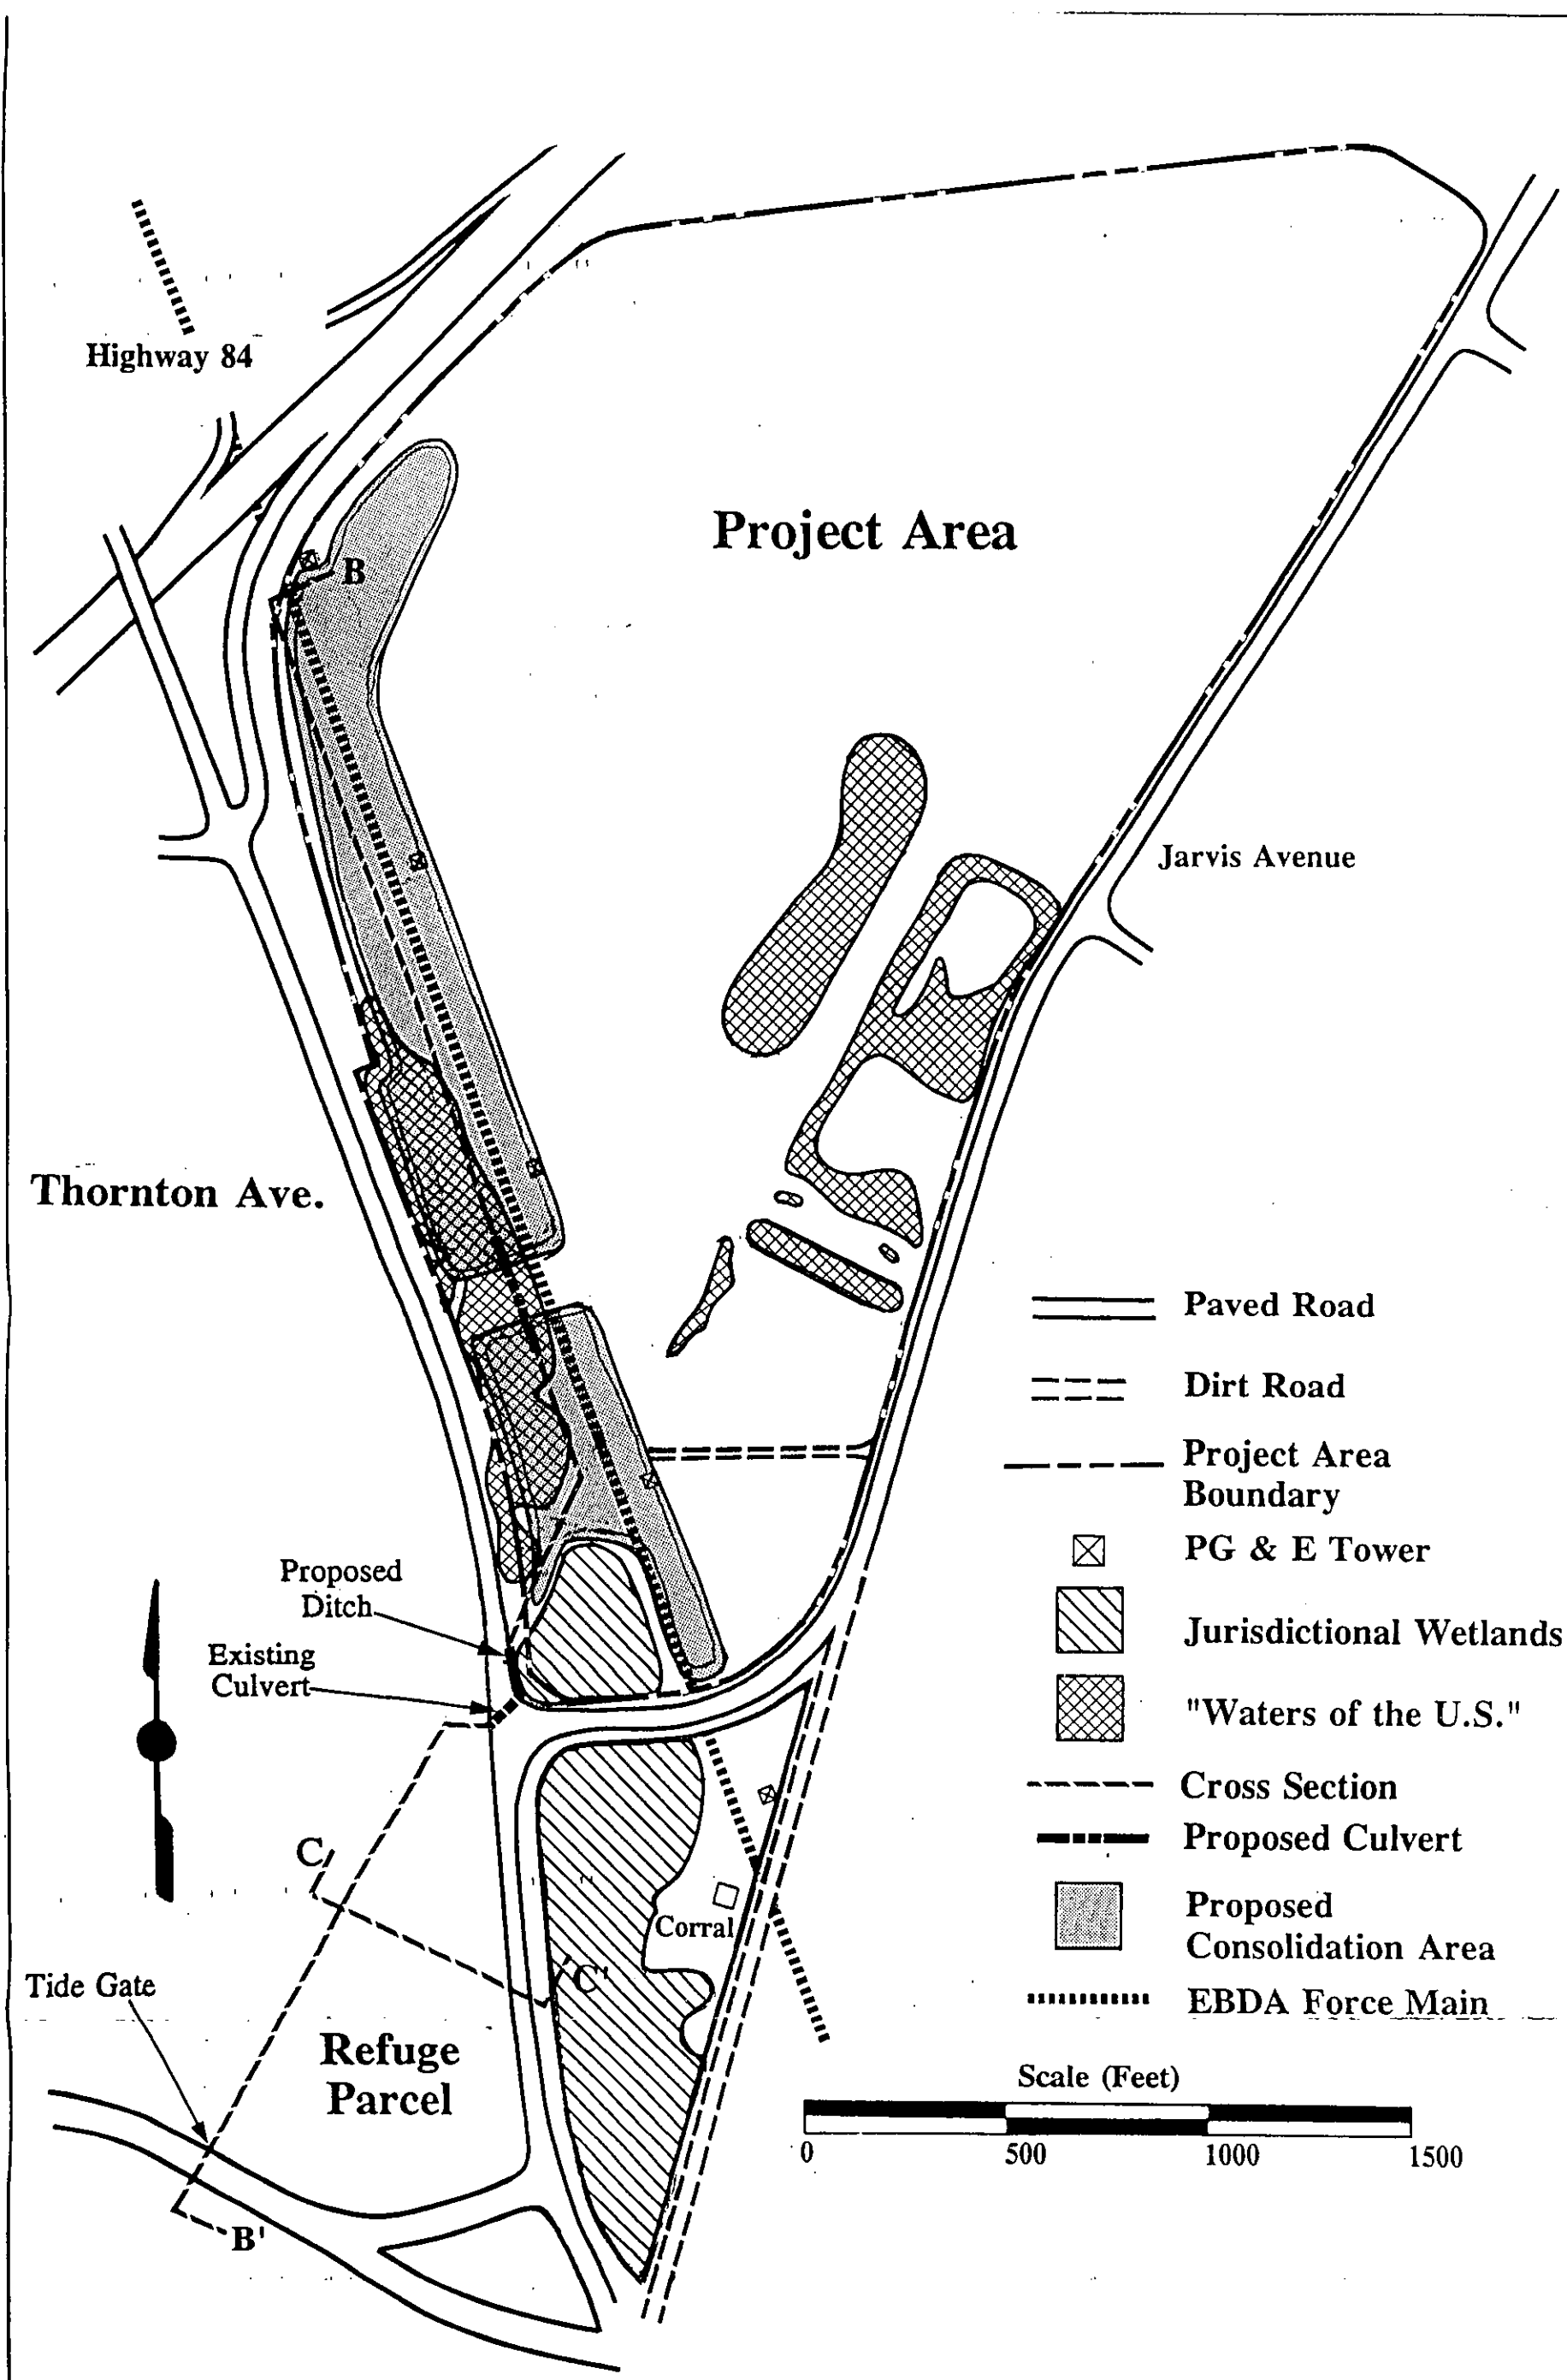 Highway 84
Project Area
B
Jarvis Avenue
Thornton Ave.
Paved Road
Dirt Road
Project Area
Boundary
PG & E Tower
Proposed
Ditch
Jurisdictional Wetlands
Existing
Culvert
"Waters of the U.S."
Cross Section
Proposed Culvert
C
Proposed
Consolidation Area
Corral
C'
Tide Gate
EBDA Force Main
Refuge
Parcel
Scale (Feet)
0 500 1000 1500
B'